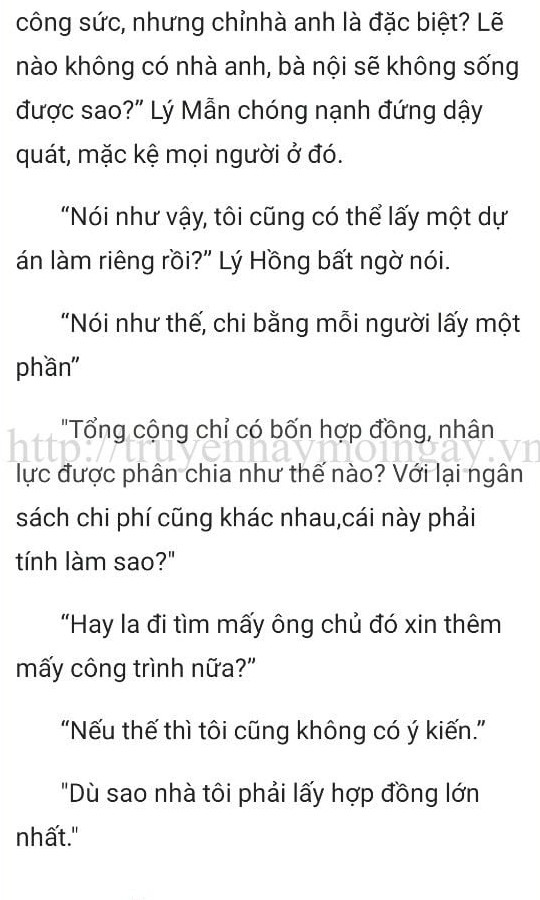 công sức, nhưng chỉnhà anh là đặc biệt? Lẽ
nào không có nhà anh, bà nội sẽ không sống
được sao?” Lý Mẫn chóng nạnh đứng dậy
quát, mặc kệ mọi người ở đó.
“Nói như vậy, tôi cũng có thể lấy một dự
án làm riêng rồi?” Lý Hồng bất ngờ nói.
“Nói như thế, chi bằng mỗi người lấy một
phần”
"Tổng cộng chỉ có bốn hợp đồng, nhân
http://truyenhaymoingay.vn
lực được phân chia như thế nào? Với lại ngân
sách chi phí cũng khác nhau,cái này phải
tính làm sao?"
“Hay la đi tìm mấy ông chủ đó xin thêm
mấy công trình nữa?”
“Nếu thế thì tôi cũng không có ý kiến.”
"Dù sao nhà tôi phải lấy hợp đồng lớn
nhất."